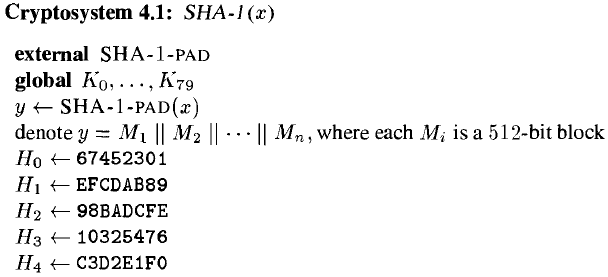 Cryptosystem 4.1: SHA-1(x)
external SHA-1-PAD
global K₀, . . . , K₇₉
y ← SHA-1-PAD(x)
denote y = M₁ ∥ M₂ ∥ · · · ∥ Mₙ, where each Mᵢ is a 512-bit block
H₀ ← 67452301
H₁ ← EFCDAB89
H₂ ← 98BADCFE
H₃ ← 10325476
H₄ ← C3D2E1F0